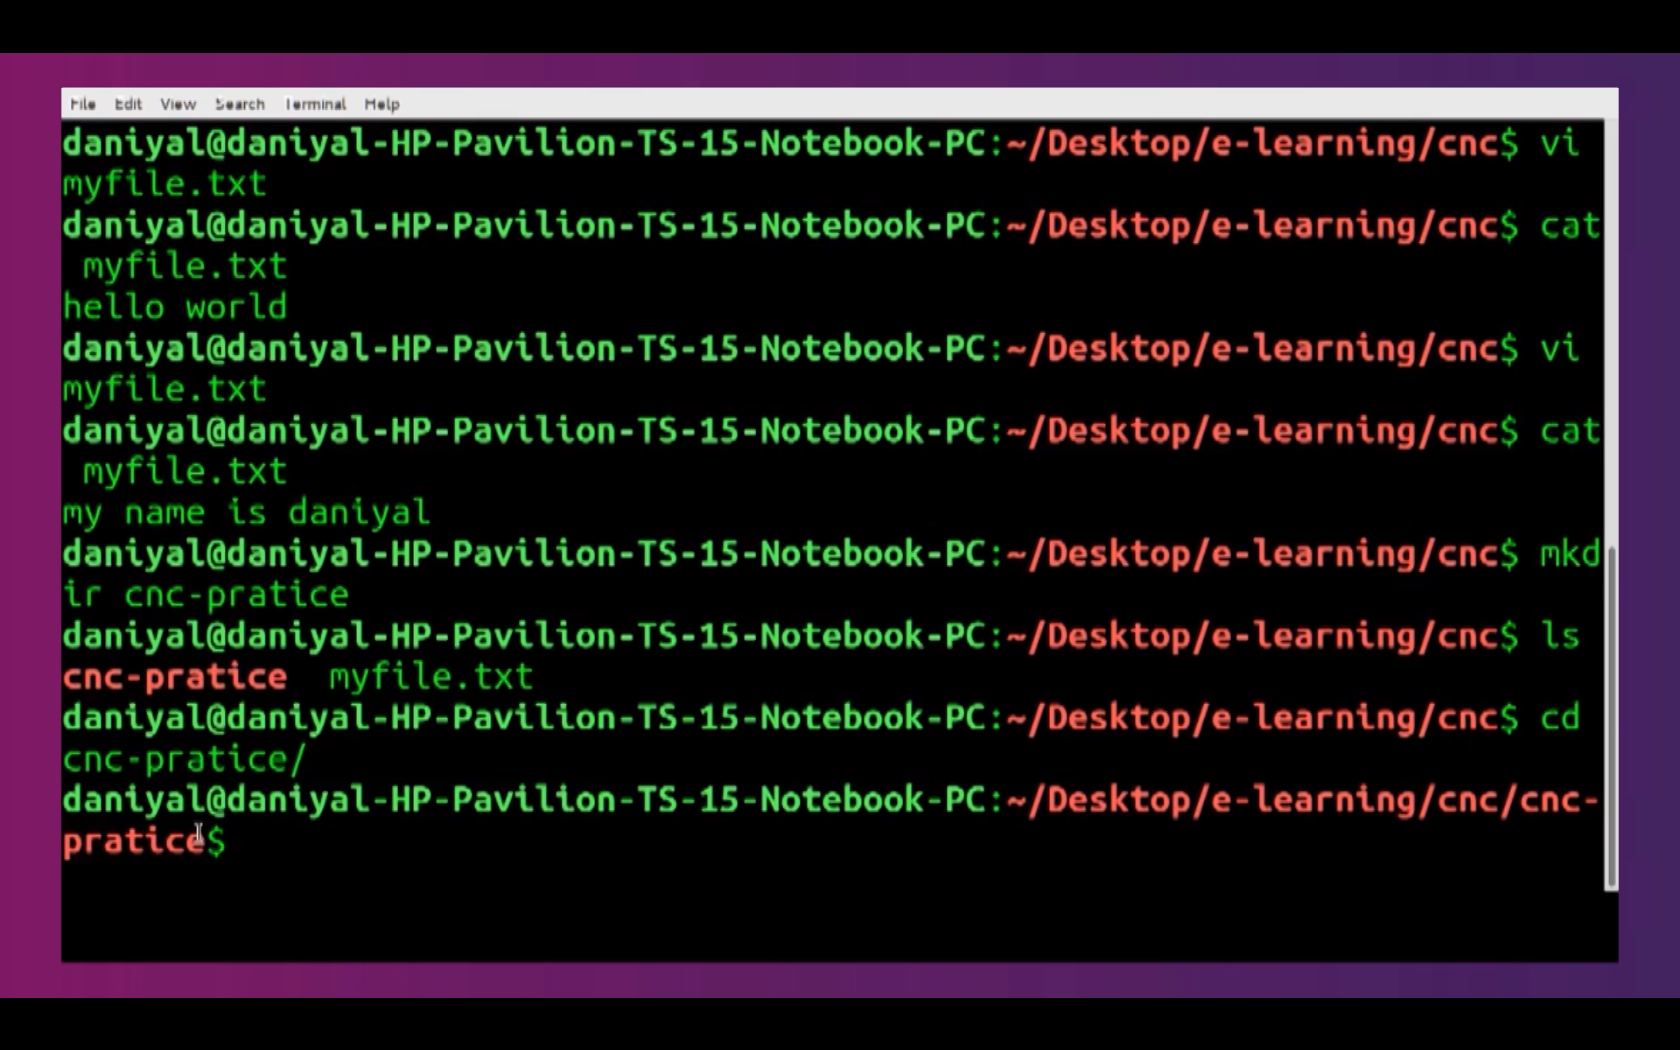 File Edit View Search Terminal Help
daniyal@daniyal-HP-Pavilion-TS-15-Notebook-PC:~/Desktop/e-learning/cnc$ vi
myfile.txt
daniyal@daniyal-HP-Pavilion-TS-15-Notebook-PC:~/Desktop/e-learning/cnc$ cat
 myfile.txt
hello world
daniyal@daniyal-HP-Pavilion-TS-15-Notebook-PC:~/Desktop/e-learning/cnc$ vi
myfile.txt
daniyal@daniyal-HP-Pavilion-TS-15-Notebook-PC:~/Desktop/e-learning/cnc$ cat
 myfile.txt
my name is daniyal
daniyal@daniyal-HP-Pavilion-TS-15-Notebook-PC:~/Desktop/e-learning/cnc$ mkd
ir cnc-pratice
daniyal@daniyal-HP-Pavilion-TS-15-Notebook-PC:~/Desktop/e-learning/cnc$ ls
cnc-pratice  myfile.txt
daniyal@daniyal-HP-Pavilion-TS-15-Notebook-PC:~/Desktop/e-learning/cnc$ cd
cnc-pratice/
daniyal@daniyal-HP-Pavilion-TS-15-Notebook-PC:~/Desktop/e-learning/cnc/cnc-
pratice$